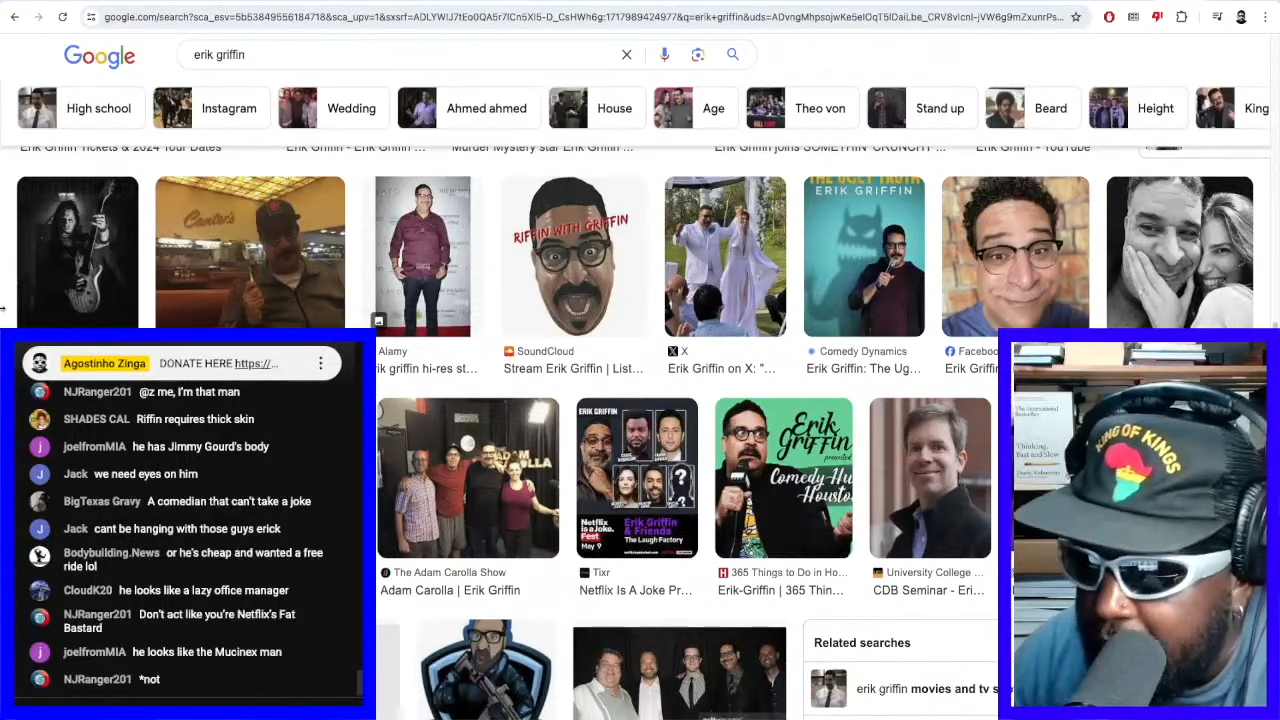 google.com/search?sca_esv=5b53849556184718&sca_upv=1&sxsrf=ADLYWIJ7tEo0QA5r7lCn5Xl5-D_CsHWh6g:1717989424977&q=erik+griffin&uds=ADvngMhpsojwKe5eIOqT5IDaiLbe_CRV8vIcnl-jVW6g9mZxunrPs...
Google
erik griffin
High school
Instagram
Wedding
Ahmed ahmed
House
Age
Theo von
Stand up
Beard
Height
King
Erik Griffin Tickets & 2024 Tour Dates
Erik Griffin - Erik Griffin ...
Murder Mystery star Erik Griffin ...
Erik Griffin joins SOMETHIN' CRUNCHY ...
Erik Griffin - YouTube
Canter's
RIFFIN WITH GRIFFIN
THE UGLY TRUTH
ERIK GRIFFIN
Alamy
rik griffin hi-res st...
SoundCloud
Stream Erik Griffin | List...
X
Erik Griffin on X: "...
Comedy Dynamics
Erik Griffin: The Ug...
Facebo
Erik Griffin
Agostinho Zinga DONATE HERE https://...
NJRanger201 @z me, I'm that man
SHADES CAL Riffin requires thick skin
joelfromMIA he has Jimmy Gourd's body
Jack we need eyes on him
BigTexas Gravy A comedian that can't take a joke
Jack cant be hanging with those guys erick
Bodybuilding.News or he's cheap and wanted a free
ride lol
CloudK20 he looks like a lazy office manager
NJRanger201 Don't act like you're Netflix's Fat
Bastard
joelfromMIA he looks like the Mucinex man
NJRanger201 *not
ERIK GRIFFIN
Netflix
is a Joke.
Fest
May 9
Erik Griffin
& Friends
The Laugh Factory
Erik
Griffin
Comedy Hu
Houston
The Adam Carolla Show
Adam Carolla | Erik Griffin
Tixr
Netflix Is A Joke Pr...
365 Things to Do in Ho...
Erik-Griffin | 365 Thin...
University College ...
CDB Seminar - Eri...
Related searches
erik griffin movies and tv s
KING OF KINGS
Thinking,
Fast and Slow